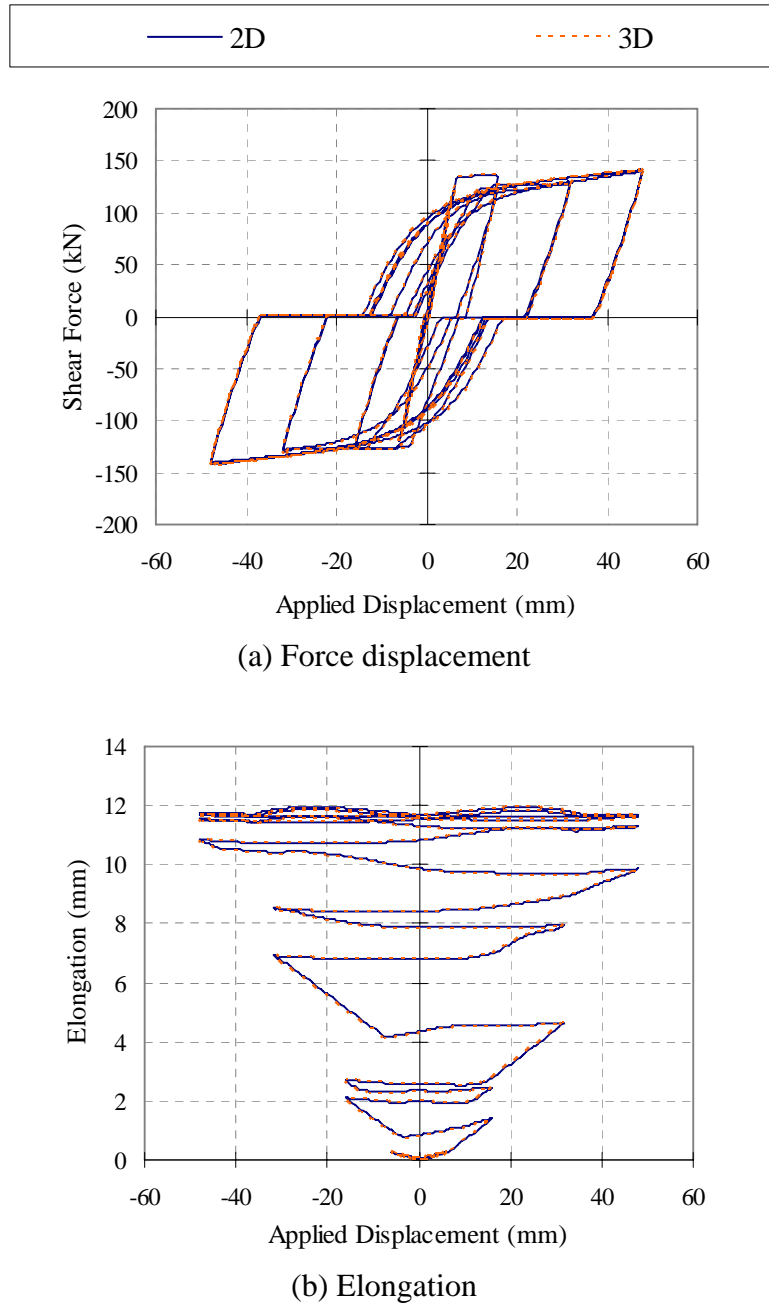 2D 3D
200
150
100
50
0
-50
-100
-150
-200
Shear Force (kN)
-60 -40 -20 0 20 40 60
Applied Displacement (mm)
(a) Force displacement
14
12
10
8
6
4
2
0
Elongation (mm)
-60 -40 -20 0 20 40 60
Applied Displacement (mm)
(b) Elongation